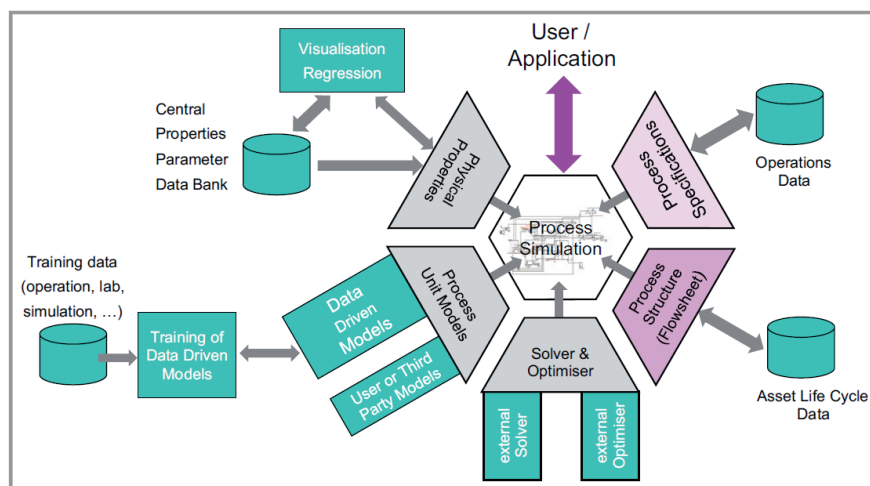 User /
Application
Visualisation
Regression
Central
Properties
Parameter
Data Bank
Physical
Properties
Process
Specifications
Operations
Data
Process
Simulation
Training data
(operation, lab,
simulation, …)
Training of
Data Driven
Models
Data
Driven
Models
User or Third
Party Models
Process
Unit Models
Solver &
Optimiser
external
Solver
external
Optimiser
Process
Structure
(Flowsheet)
Asset Life Cycle
Data